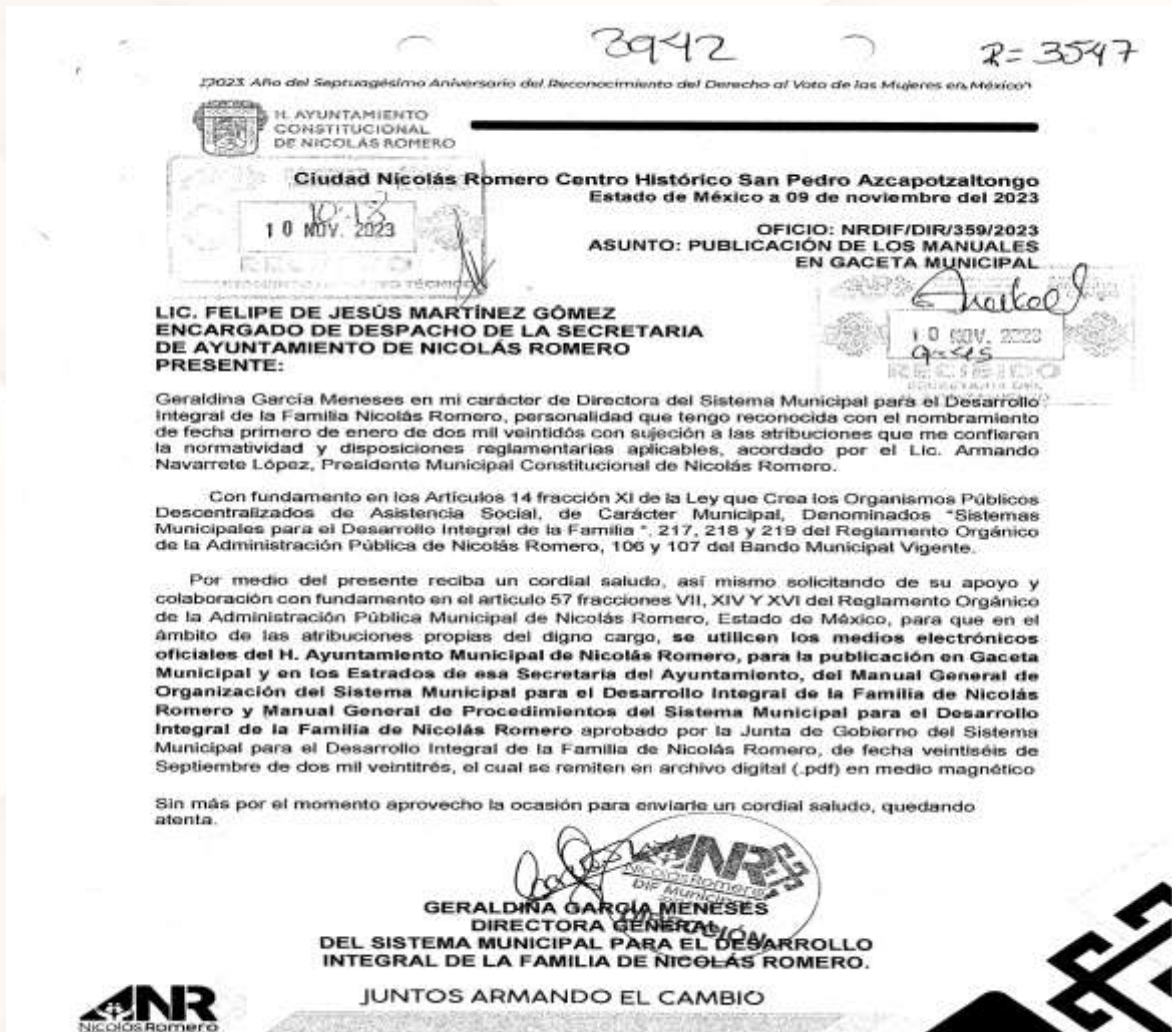 3942
R= 3547
"2023. Año del Septuagésimo Aniversario del Reconocimiento del Derecho al Voto de las Mujeres en México"
H. AYUNTAMIENTO
CONSTITUCIONAL
DE NICOLÁS ROMERO
Ciudad Nicolás Romero Centro Histórico San Pedro Azcapotzaltongo
Estado de México a 09 de noviembre del 2023
10:13
10 NOV. 2023
RECIBIDO
TÉCNICO
OFICIO: NRDIF/DIR/359/2023
ASUNTO: PUBLICACIÓN DE LOS MANUALES
EN GACETA MUNICIPAL
10 NOV. 2023
RECIBIDO
SECRETARÍA DEL
LIC. FELIPE DE JESÚS MARTÍNEZ GÓMEZ
ENCARGADO DE DESPACHO DE LA SECRETARIA
DE AYUNTAMIENTO DE NICOLÁS ROMERO
PRESENTE:
Geraldina García Meneses en mi carácter de Directora del Sistema Municipal para el Desarrollo
Integral de la Familia Nicolás Romero, personalidad que tengo reconocida con el nombramiento
de fecha primero de enero de dos mil veintidós con sujeción a las atribuciones que me confieren
la normatividad y disposiciones reglamentarias aplicables, acordado por el Lic. Armando
Navarrete López, Presidente Municipal Constitucional de Nicolás Romero.
Con fundamento en los Artículos 14 fracción XI de la Ley que Crea los Organismos Públicos
Descentralizados de Asistencia Social, de Carácter Municipal, Denominados "Sistemas
Municipales para el Desarrollo Integral de la Familia ", 217, 218 y 219 del Reglamento Orgánico
de la Administración Pública de Nicolás Romero, 106 y 107 del Bando Municipal Vigente.
Por medio del presente reciba un cordial saludo, así mismo solicitando de su apoyo y
colaboración con fundamento en el artículo 57 fracciones VII, XIV Y XVI del Reglamento Orgánico
de la Administración Pública Municipal de Nicolás Romero, Estado de México, para que en el
ámbito de las atribuciones propias del digno cargo, se utilicen los medios electrónicos
oficiales del H. Ayuntamiento Municipal de Nicolás Romero, para la publicación en Gaceta
Municipal y en los Estrados de esa Secretaria del Ayuntamiento, del Manual General de
Organización del Sistema Municipal para el Desarrollo Integral de la Familia de Nicolás
Romero y Manual General de Procedimientos del Sistema Municipal para el Desarrollo
Integral de la Familia de Nicolás Romero aprobado por la Junta de Gobierno del Sistema
Municipal para el Desarrollo Integral de la Familia de Nicolás Romero, de fecha veintiséis de
Septiembre de dos mil veintitrés, el cual se remiten en archivo digital (.pdf) en medio magnético
Sin más por el momento aprovecho la ocasión para enviarle un cordial saludo, quedando
atenta.
ANR
Nicolás Romero
DIF Municipal
DIRECCIÓN
GERALDINA GARCÍA MENESES
DIRECTORA GENERAL
DEL SISTEMA MUNICIPAL PARA EL DESARROLLO
INTEGRAL DE LA FAMILIA DE NICOLÁS ROMERO.
JUNTOS ARMANDO EL CAMBIO
ANR
Nicolás Romero